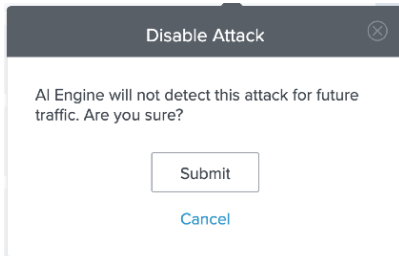 Disable Attack
AI Engine will not detect this attack for future
traffic. Are you sure?
Submit
Cancel